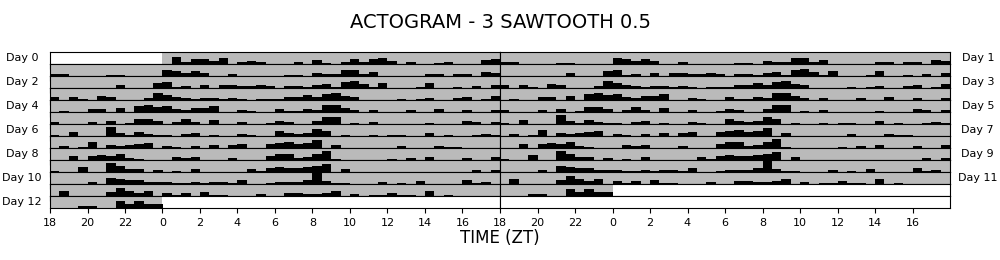 ACTOGRAM - 3 SAWTOOTH 0.5
Day 0
Day 1
Day 2
Day 3
Day 4
Day 5
Day 6
Day 7
Day 8
Day 9
Day 10
Day 11
Day 12
18 20 22 0 2 4 6 8 10 12 14 16 18 20 22 0 2 4 6 8 10 12 14 16
TIME (ZT)